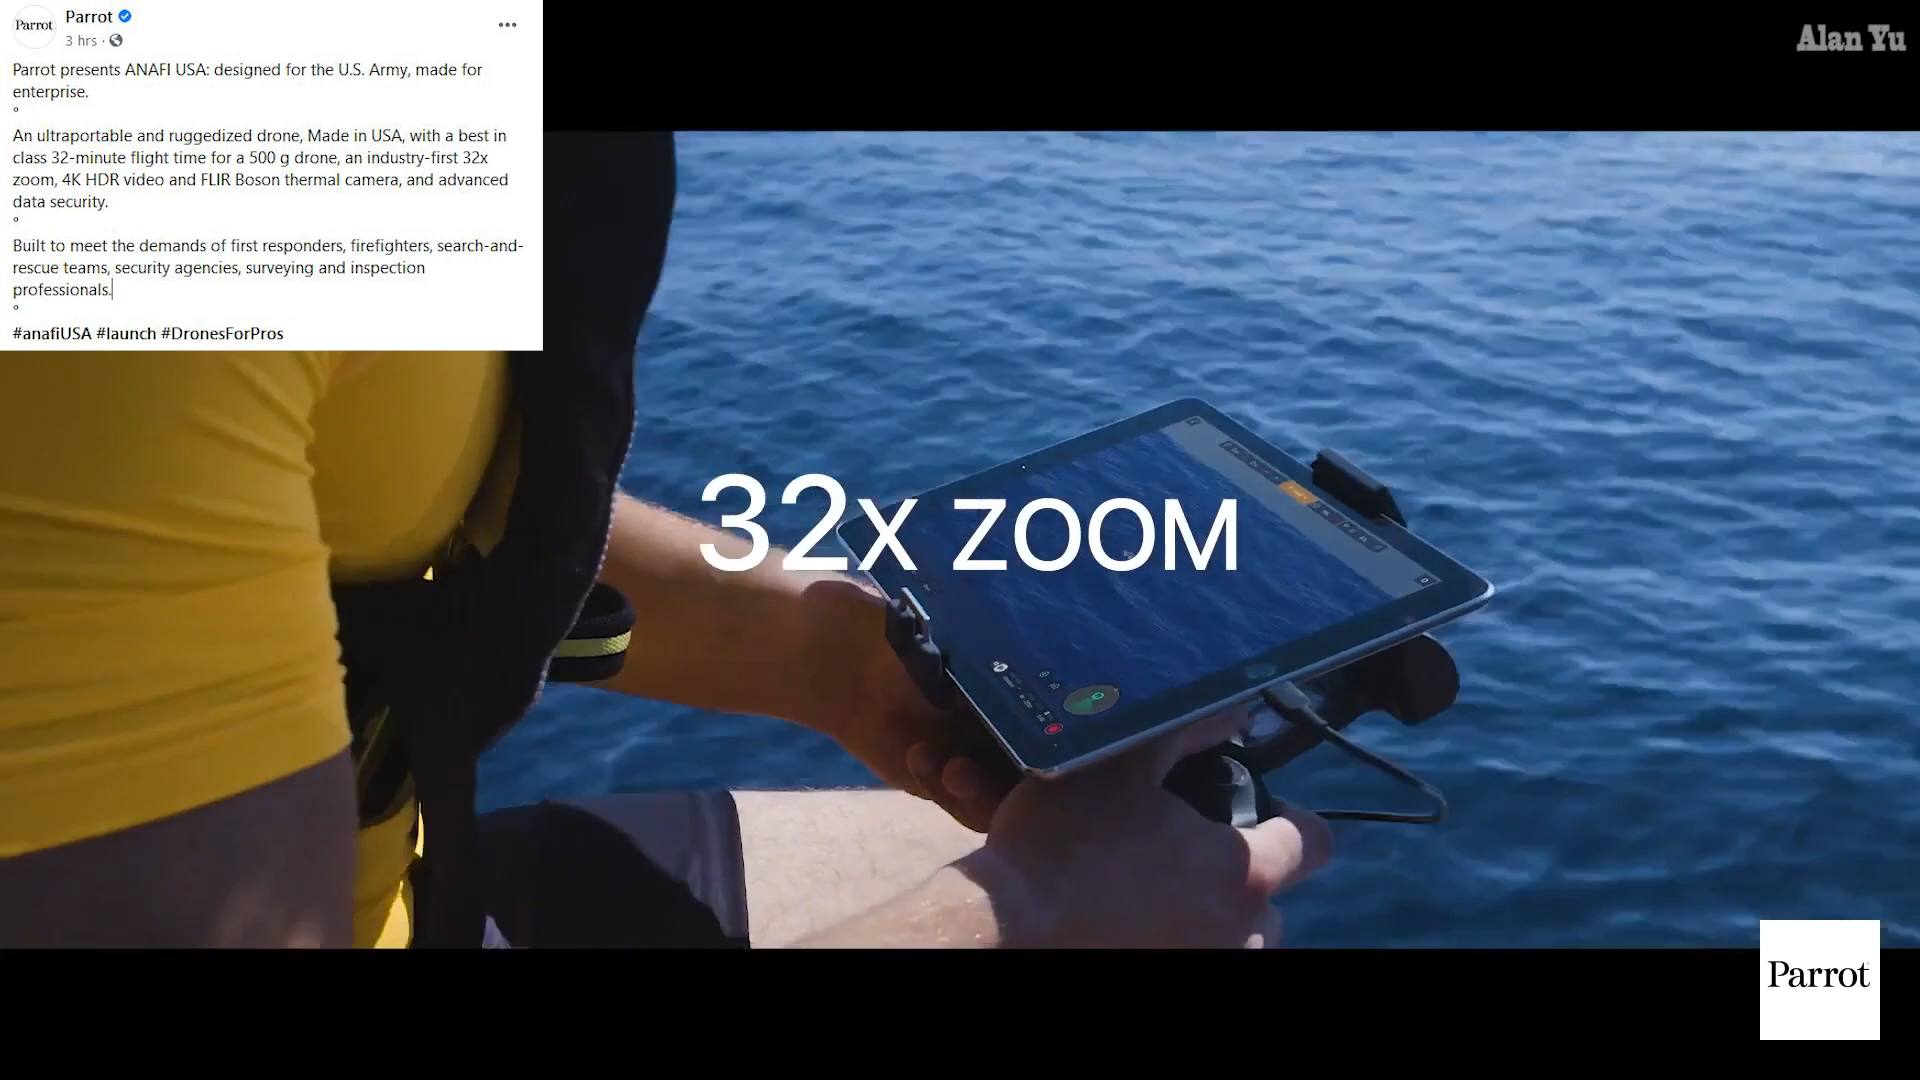 Parrot
Parrot
3 hrs ·
Parrot presents ANAFI USA: designed for the U.S. Army, made for
enterprise.
°
An ultraportable and ruggedized drone, Made in USA, with a best in
class 32-minute flight time for a 500 g drone, an industry-first 32x
zoom, 4K HDR video and FLIR Boson thermal camera, and advanced
data security.
°
Built to meet the demands of first responders, firefighters, search-and-
rescue teams, security agencies, surveying and inspection
professionals.
°
#anafiUSA #launch #DronesForPros
Alan Yu
32X ZOOM
Parrot